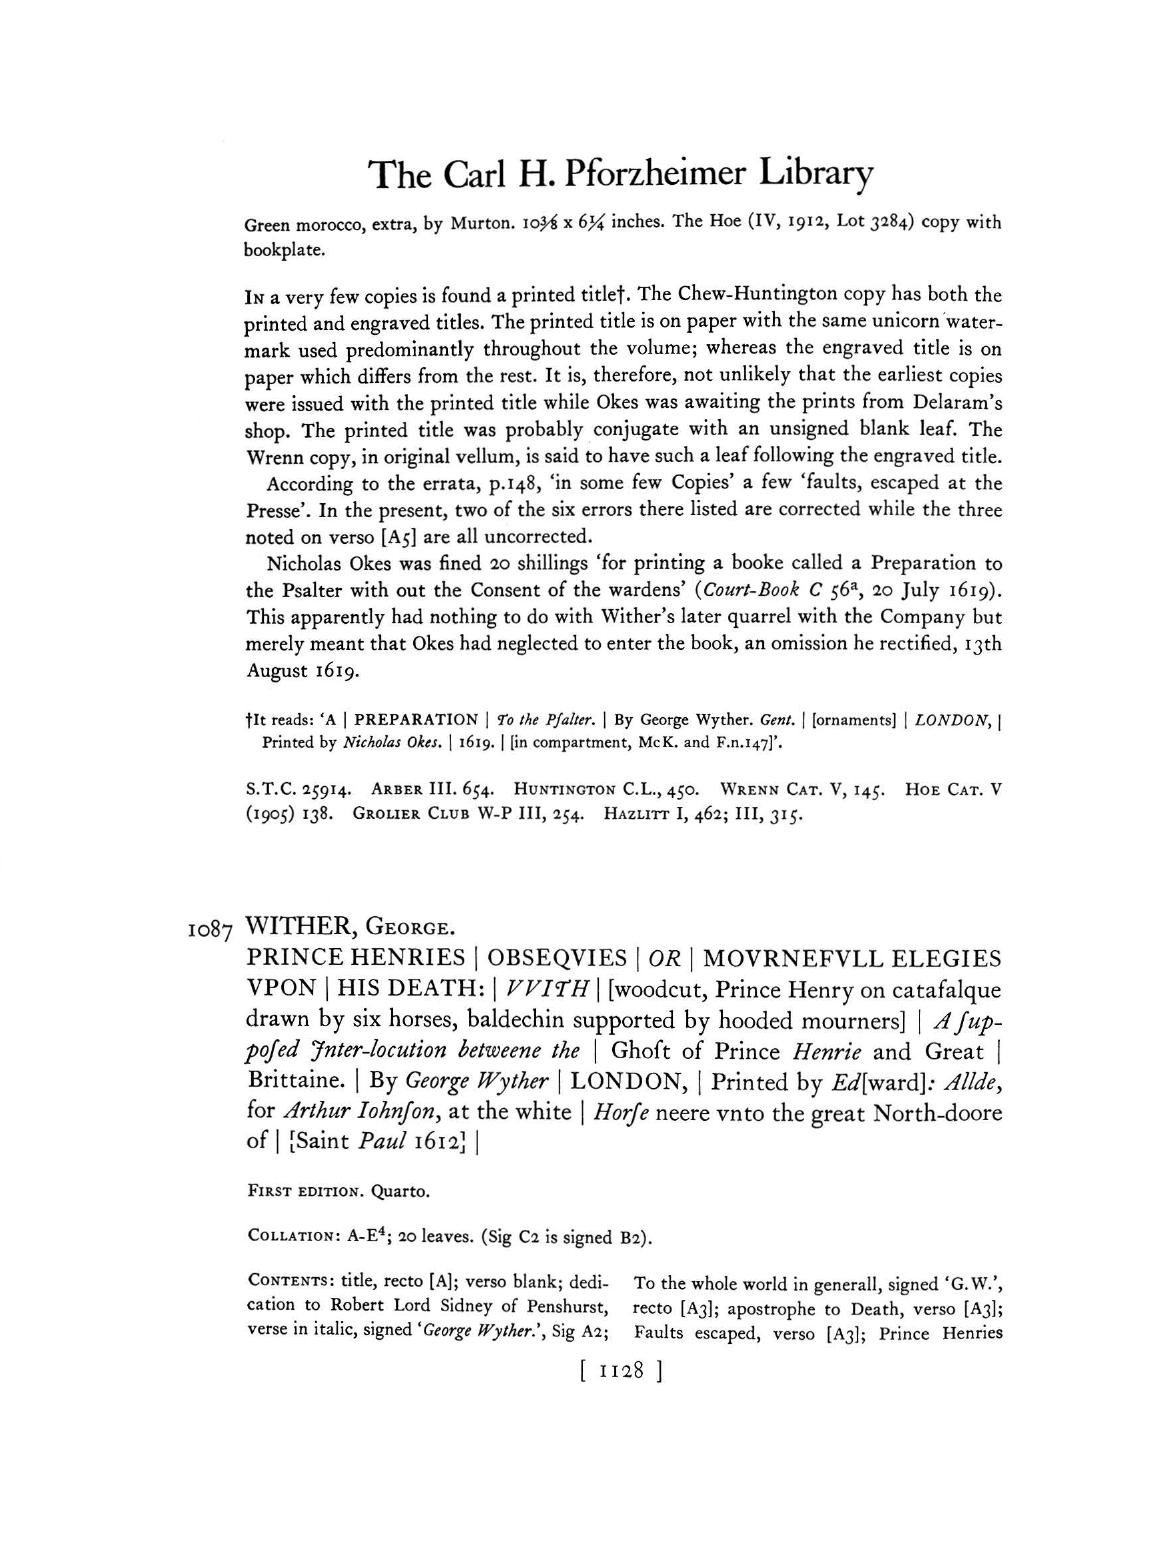 The Carl H. Pforzheimer Library
Green morocco, extra, by Murton. 10⅜ x 6¼ inches. The Hoe (IV, 1912, Lot 3284) copy with
bookplate.
In a very few copies is found a printed title†. The Chew-Huntington copy has both the
printed and engraved titles. The printed title is on paper with the same unicorn water-
mark used predominantly throughout the volume; whereas the engraved title is on
paper which differs from the rest. It is, therefore, not unlikely that the earliest copies
were issued with the printed title while Okes was awaiting the prints from Delaram's
shop. The printed title was probably conjugate with an unsigned blank leaf. The
Wrenn copy, in original vellum, is said to have such a leaf following the engraved title.
According to the errata, p.148, 'in some few Copies' a few 'faults, escaped at the
Presse'. In the present, two of the six errors there listed are corrected while the three
noted on verso [A5] are all uncorrected.
Nicholas Okes was fined 20 shillings 'for printing a booke called a Preparation to
the Psalter with out the Consent of the wardens' (Court-Book C 56ª, 20 July 1619).
This apparently had nothing to do with Wither's later quarrel with the Company but
merely meant that Okes had neglected to enter the book, an omission he rectified, 13th
August 1619.
†It reads: 'A | PREPARATION | To the Pſalter. | By George Wyther. Gent. | [ornaments] | LONDON, |
Printed by Nicholas Okes. | 1619. | [in compartment, McK. and F.n.147]'.
S.T.C. 25914. Arber III. 654. Huntington C.L., 450. Wrenn Cat. V, 145. Hoe Cat. V
(1905) 138. Grolier Club W-P III, 254. Hazlitt I, 462; III, 315.
1087 WITHER, George.
PRINCE HENRIES | OBSEQVIES | OR | MOVRNEFVLL ELEGIES
VPON | HIS DEATH: | VVITH | [woodcut, Prince Henry on catafalque
drawn by six horses, baldechin supported by hooded mourners] | A ſup-
poſed Inter-locution betweene the | Ghoſt of Prince Henrie and Great |
Brittaine. | By George Wyther | LONDON, | Printed by Ed[ward]: Allde,
for Arthur Iohnſon, at the white | Horſe neere vnto the great North-doore
of | [Saint Paul 1612] |
First edition. Quarto.
Collation: A-E⁴; 20 leaves. (Sig C2 is signed B2).
Contents: title, recto [A]; verso blank; dedi-
cation to Robert Lord Sidney of Penshurst,
verse in italic, signed 'George Wyther.', Sig A2;
To the whole world in generall, signed 'G.W.',
recto [A3]; apostrophe to Death, verso [A3];
Faults escaped, verso [A3]; Prince Henries
[ 1128 ]